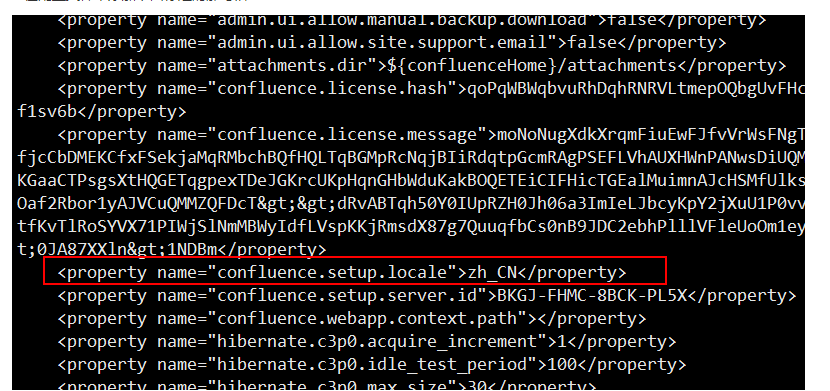 <property name="admin.ui.allow.manual.backup.download">false</property>
<property name="admin.ui.allow.site.support.email">false</property>
<property name="attachments.dir">${confluenceHome}/attachments</property>
<property name="confluence.license.hash">qoPqWBWqbvuRhDqhRNRVLtmepOQbgUvFHc
f1sv6b</property>
<property name="confluence.license.message">moNoNugXdkXrqmFiuEwFJfvVrWsFNgT
fjcCbDMEKCfxFSekjaMqRMbchBQfHQLTqBGMpRcNqjBIiRdqtpGcmRAgPSEFLVhAUXHWnPANwsDiUQM
KGaaCTPsgsXtHQGETqgpexTDeJGKrcUKpHqnGHbWduKakBOQETEiCIFHicTGEalMuimnAJcHSMfUlks
Oaf2Rbor1yAJVCuQMMZQFDcT&gt;&gt;dRvABTqh50Y0IUpRZH0Jh06a3ImIeLJbcyKpY2jXuU1P0vv
tfKvTlRoSYVX71PIWjSlNmMBWyIdfLVspKKjRmsdX87g7QuuqfbCs0nB9JDC2ebhPlllVFleUoOm1ey
t;0JA87XXln&gt;1NDBm</property>
<property name="confluence.setup.locale">zh_CN</property>
<property name="confluence.setup.server.id">BKGJ-FHMC-8BCK-PL5X</property>
<property name="confluence.webapp.context.path"></property>
<property name="hibernate.c3p0.acquire_increment">1</property>
<property name="hibernate.c3p0.idle_test_period">100</property>
<property name="hibernate.c3p0.max_size">30</property>